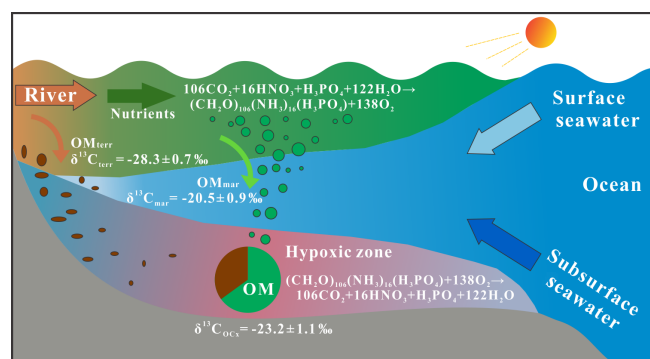 River
Nutrients
106CO₂+16HNO₃+H₃PO₄+122H₂O→
(CH₂O)₁₀₆(NH₃)₁₆(H₃PO₄)+138O₂
OMterr
δ¹³Cterr=-28.3±0.7‰
OMmar
δ¹³Cmar=-20.5±0.9‰
Surface
seawater
Ocean
Subsurface
seawater
Hypoxic zone
OM
(CH₂O)₁₀₆(NH₃)₁₆(H₃PO₄)+138O₂→
106CO₂+16HNO₃+H₃PO₄+122H₂O
δ¹³COCx=-23.2±1.1‰